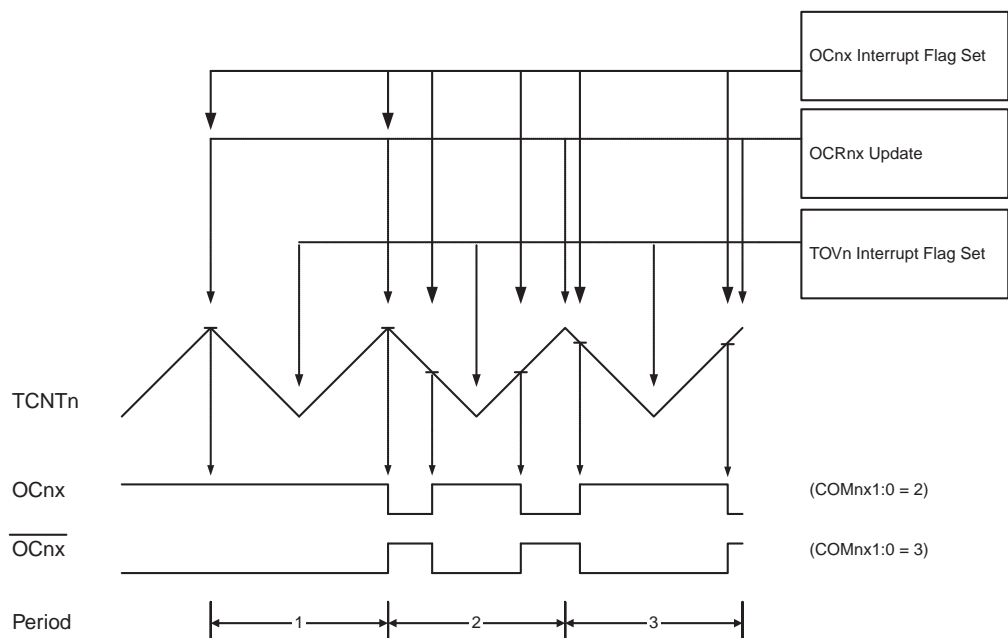 OCnx Interrupt Flag Set
OCRnx Update
TOVn Interrupt Flag Set
TCNTn
OCnx
(COMnx1:0 = 2)
OCnx
(COMnx1:0 = 3)
Period
1
2
3